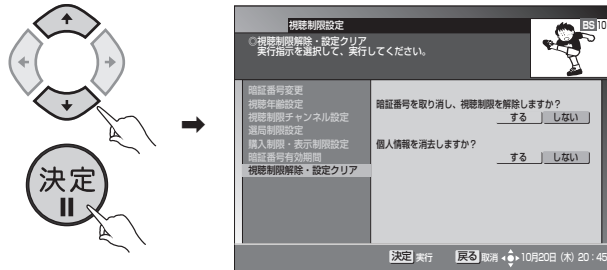 決定
視聴制限設定
BS 10
◎視聴制限解除・設定クリア
実行指示を選択して、実行してください。
暗証番号変更
視聴年齢設定
視聴制限チャンネル設定
選局制限設定
購入制限・表示制限設定
暗証番号有効期間
視聴制限解除・設定クリア
暗証番号を取り消し、視聴制限を解除しますか？
する しない
個人情報を消去しますか？
する しない
決定 実行 戻る 取消 10月20日 (木) 20:45